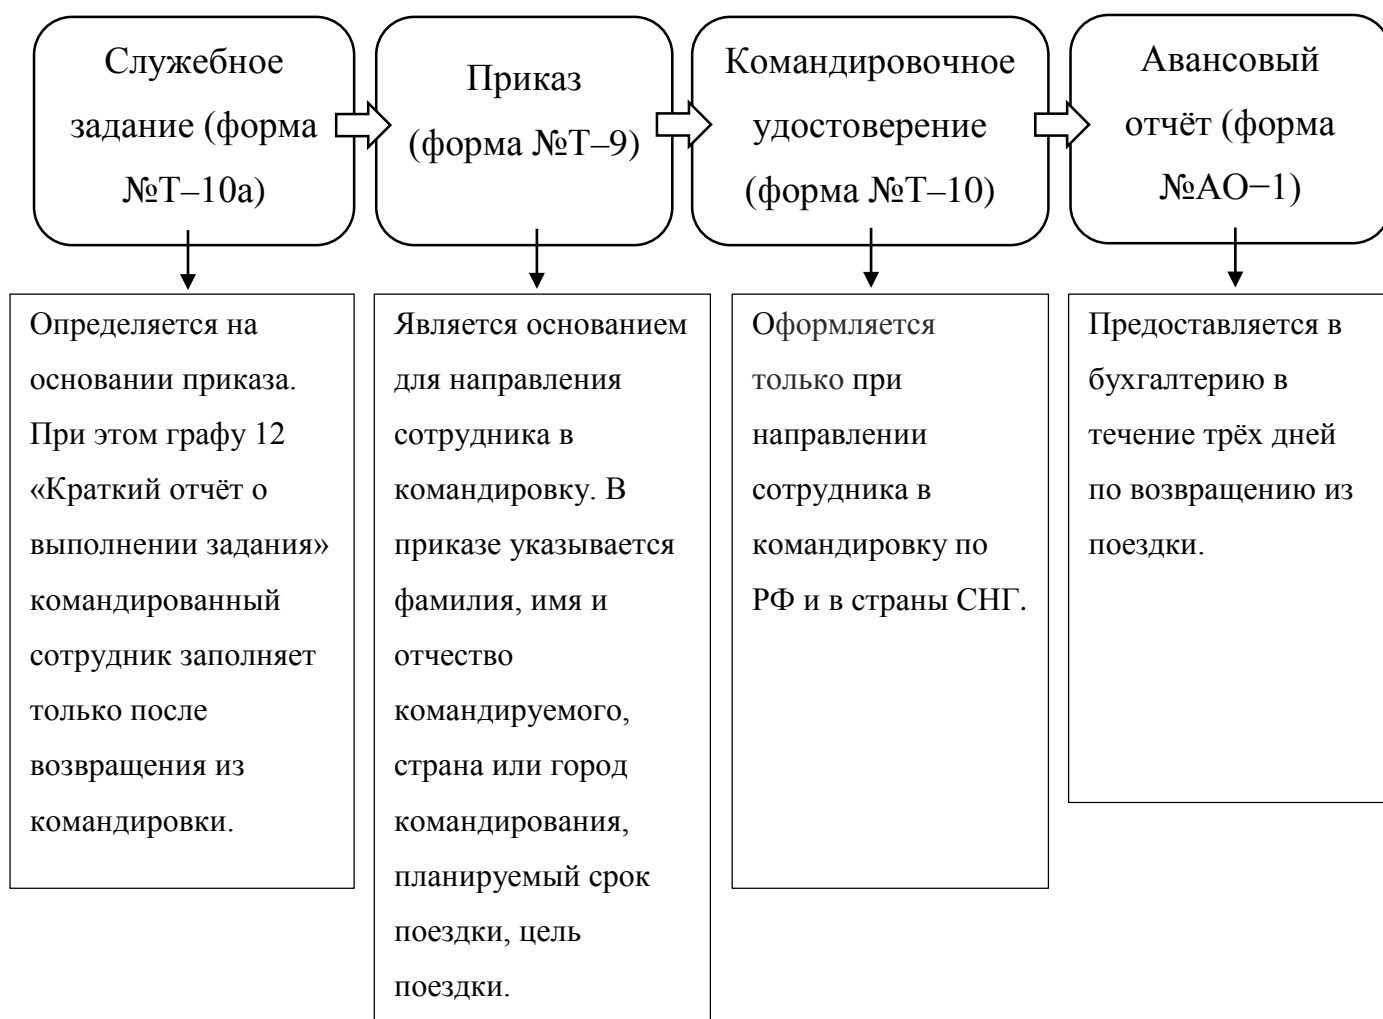 Служебное
задание (форма
№Т–10а)
Приказ
(форма №Т–9)
Командировочное
удостоверение
(форма №Т–10)
Авансовый
отчёт (форма
№АО−1)
Определяется на
основании приказа.
При этом графу 12
«Краткий отчёт о
выполнении задания»
командированный
сотрудник заполняет
только после
возвращения из
командировки.
Является основанием
для направления
сотрудника в
командировку. В
приказе указывается
фамилия, имя и
отчество
командируемого,
страна или город
командирования,
планируемый срок
поездки, цель
поездки.
Оформляется
только при
направлении
сотрудника в
командировку по
РФ и в страны СНГ.
Предоставляется в
бухгалтерию в
течение трёх дней
по возвращению из
поездки.